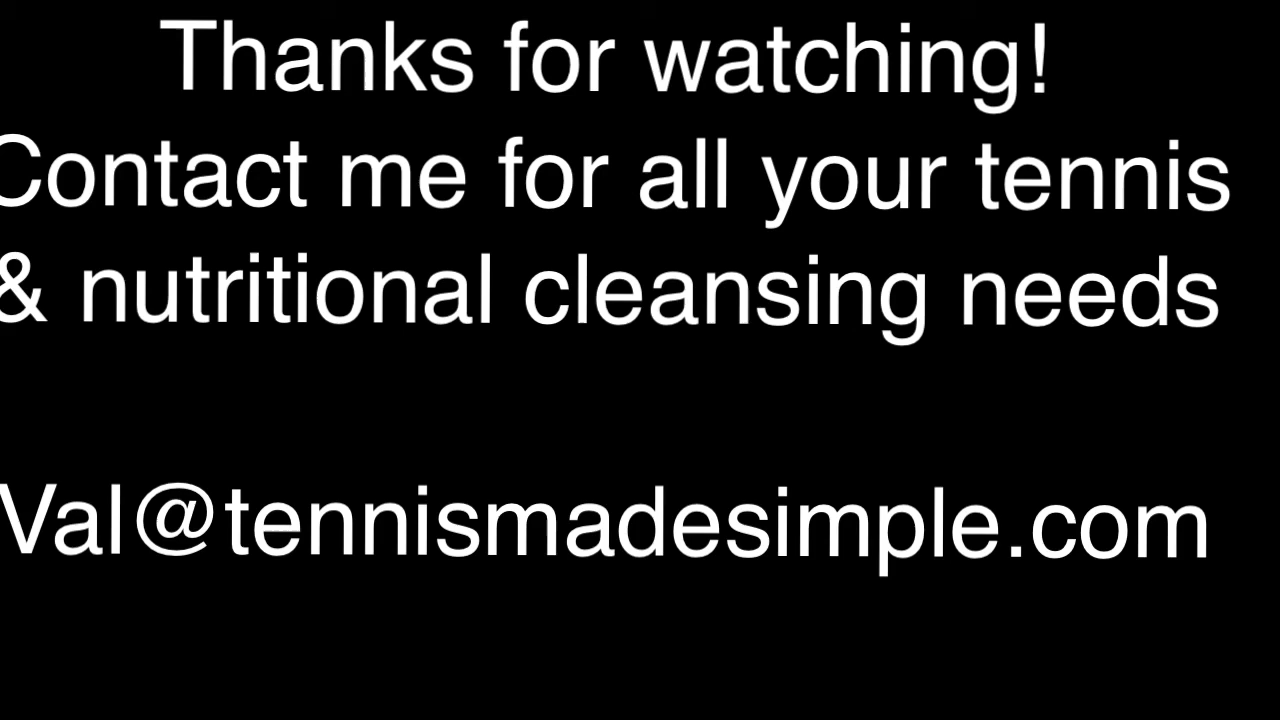 Thanks for watching!
Contact me for all your tennis
& nutritional cleansing needs
Val@tennismadesimple.com